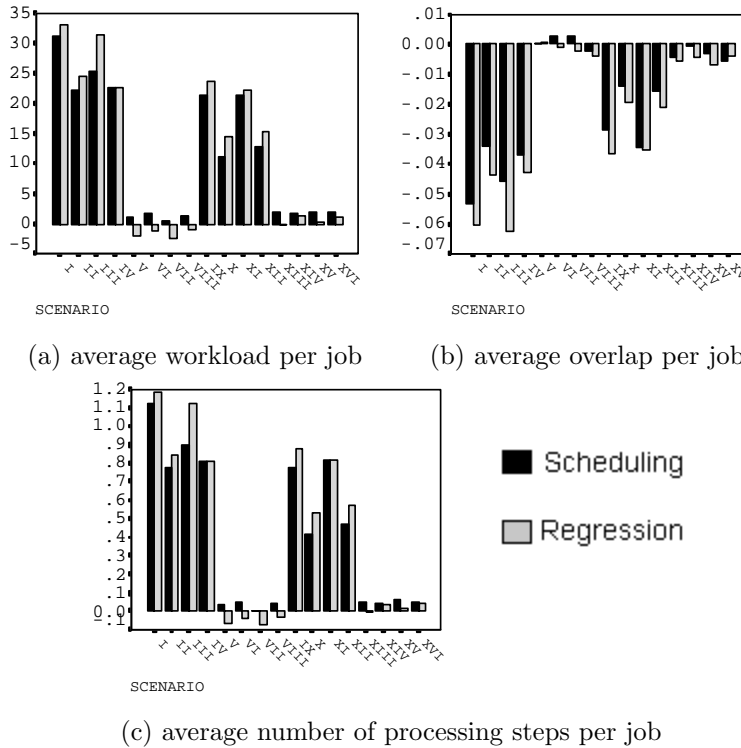 35
30
25
20
15
10
5
0
-5
I II III IV V VI VII VIII IX X XI XII XIII XIV XV XVI
SCENARIO
(a) average workload per job
.01
0.00
-.01
-.02
-.03
-.04
-.05
-.06
-.07
I II III IV V VI VII VIII IX X XI XII XIII XIV XV
SCENARIO
(b) average overlap per job
1.2
1.1
1.0
.9
.8
.7
.6
.5
.4
.3
.2
.1
0.0
-.1
I II III IV V VI VII VIII IX X XI XII XIII XIV XV XVI
SCENARIO
Scheduling
Regression
(c) average number of processing steps per job